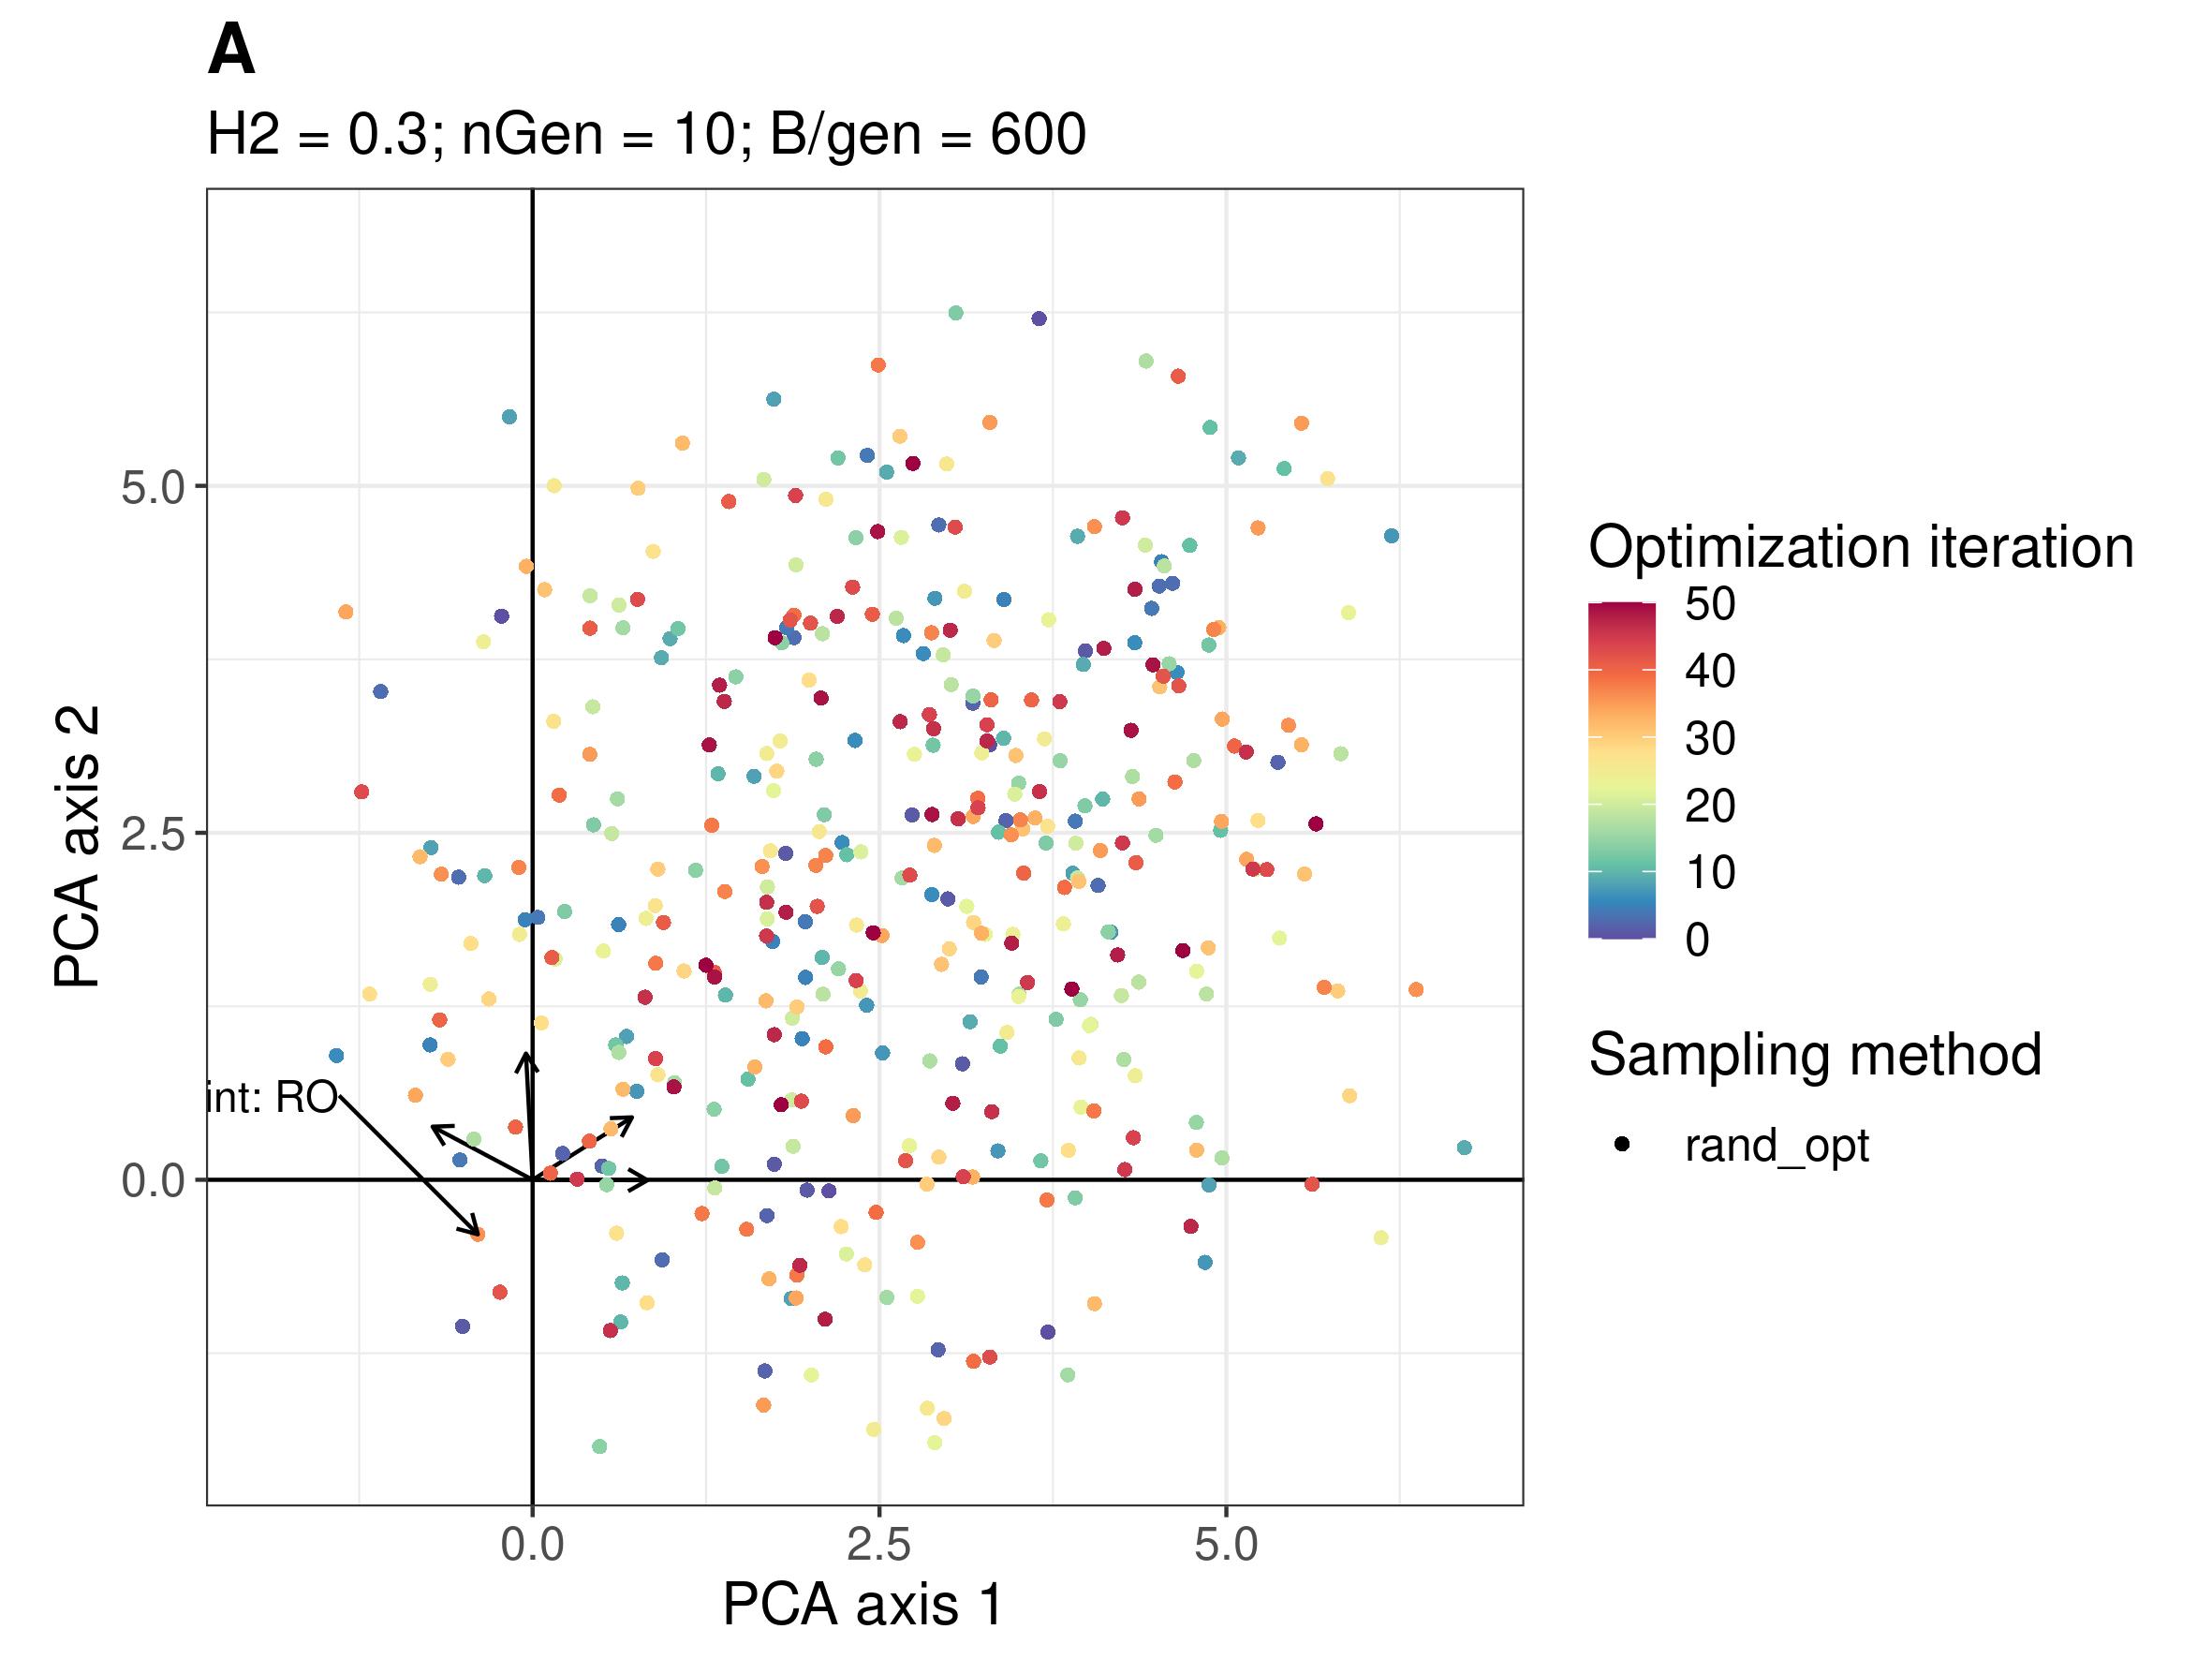 A
H2 = 0.3; nGen = 10; B/gen = 600
PCA axis 2
5.0
2.5
0.0
int: RO
0.0
2.5
5.0
PCA axis 1
Optimization iteration
50
40
30
20
10
0
Sampling method
rand_opt